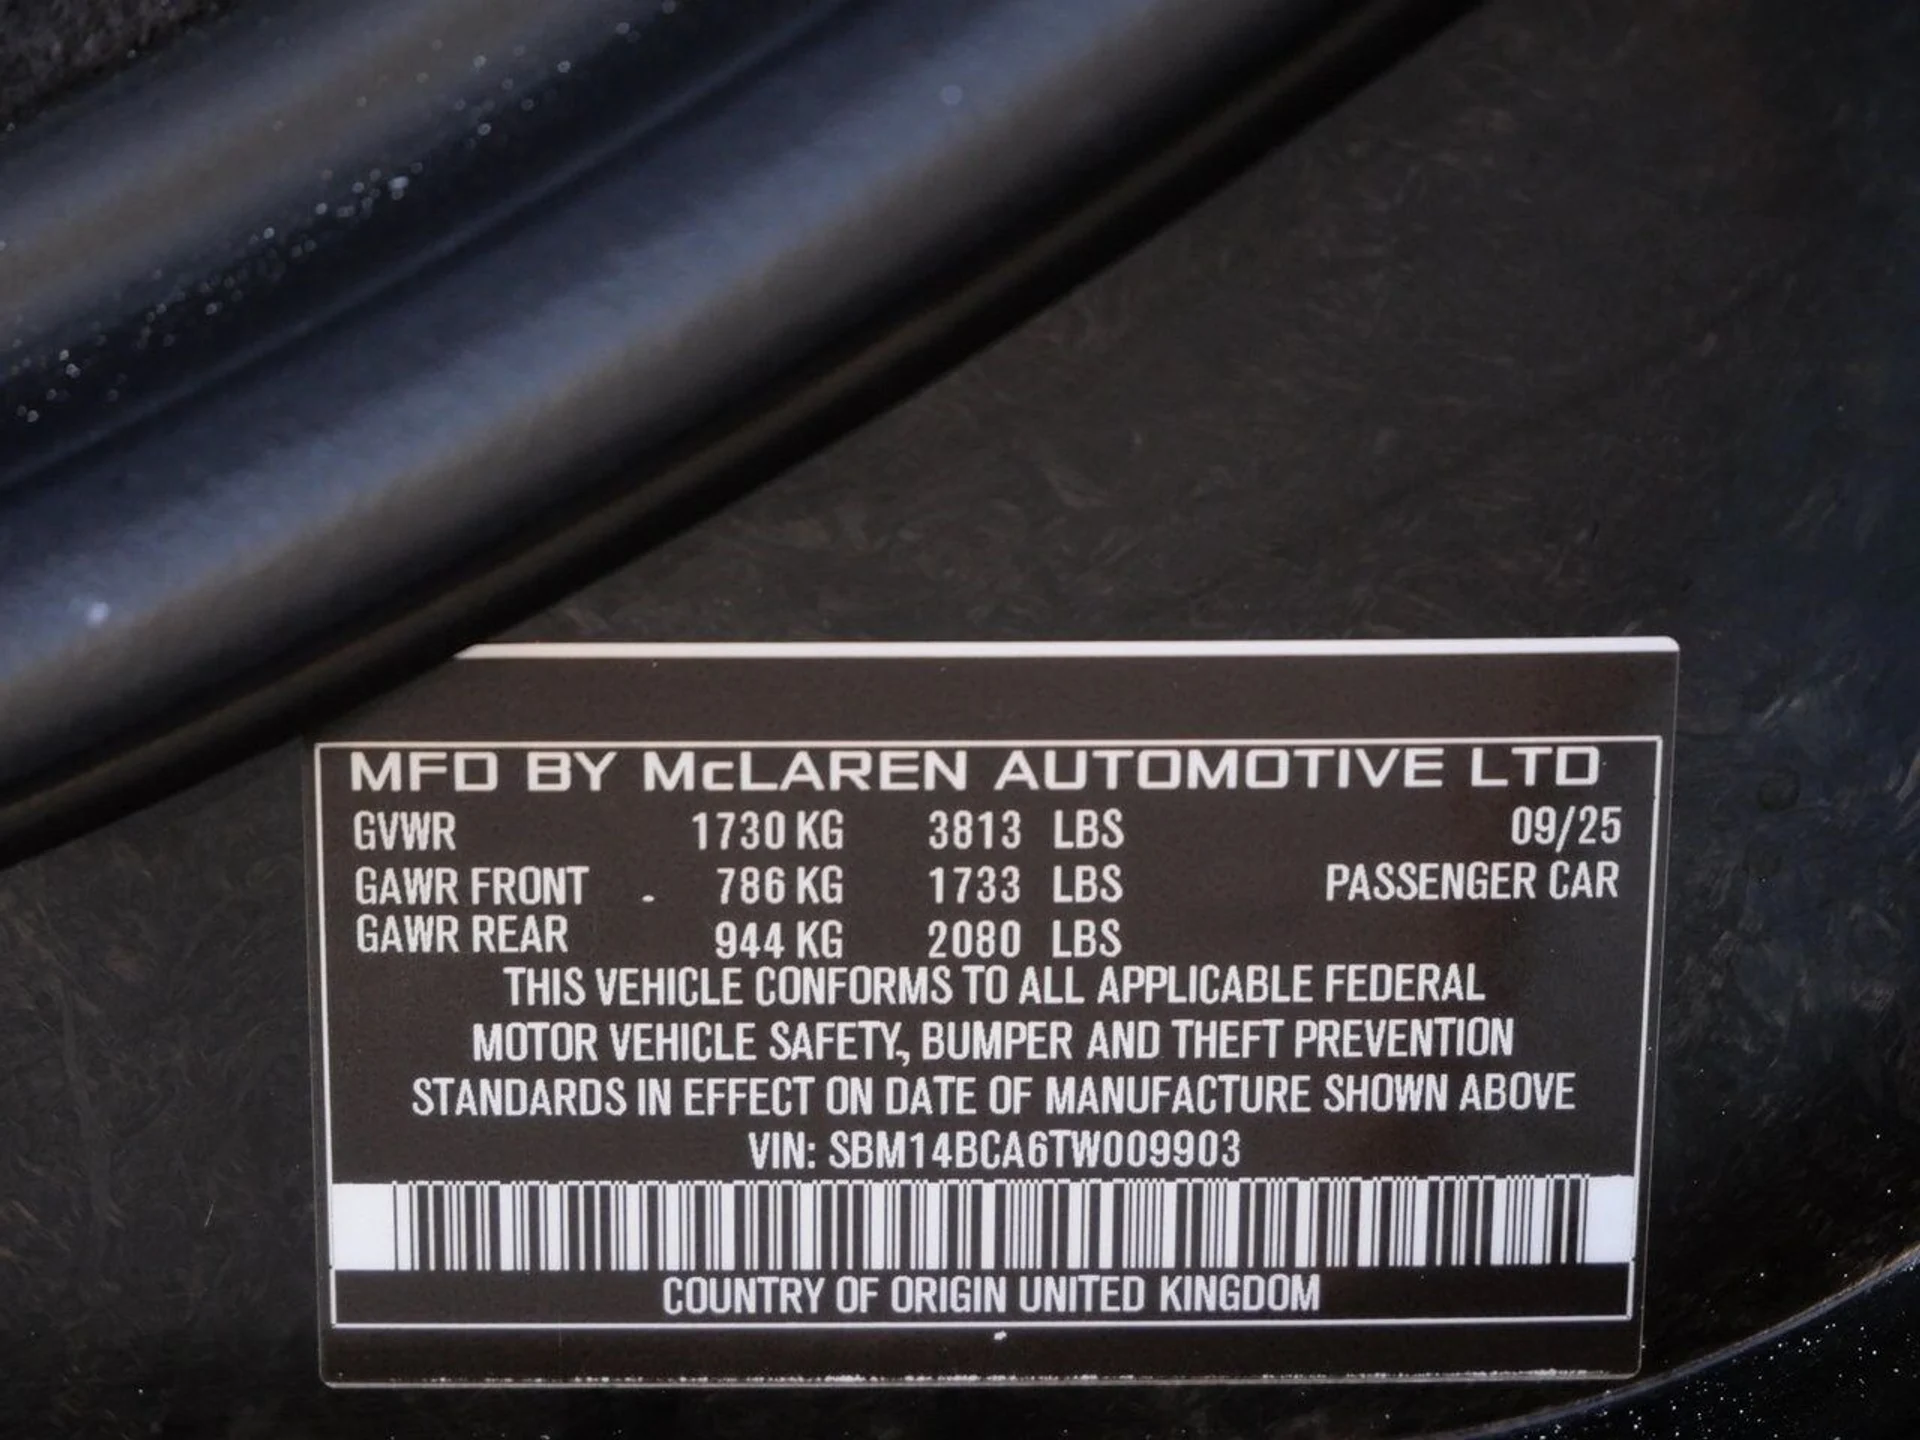 MFD BY McLAREN AUTOMOTIVE LTD
GVWR 1730 KG 3813 LBS 09/25
GAWR FRONT 786 KG 1733 LBS PASSENGER CAR
GAWR REAR 944 KG 2080 LBS
THIS VEHICLE CONFORMS TO ALL APPLICABLE FEDERAL
MOTOR VEHICLE SAFETY, BUMPER AND THEFT PREVENTION
STANDARDS IN EFFECT ON DATE OF MANUFACTURE SHOWN ABOVE
VIN: SBM14BCA6TW009903
COUNTRY OF ORIGIN UNITED KINGDOM